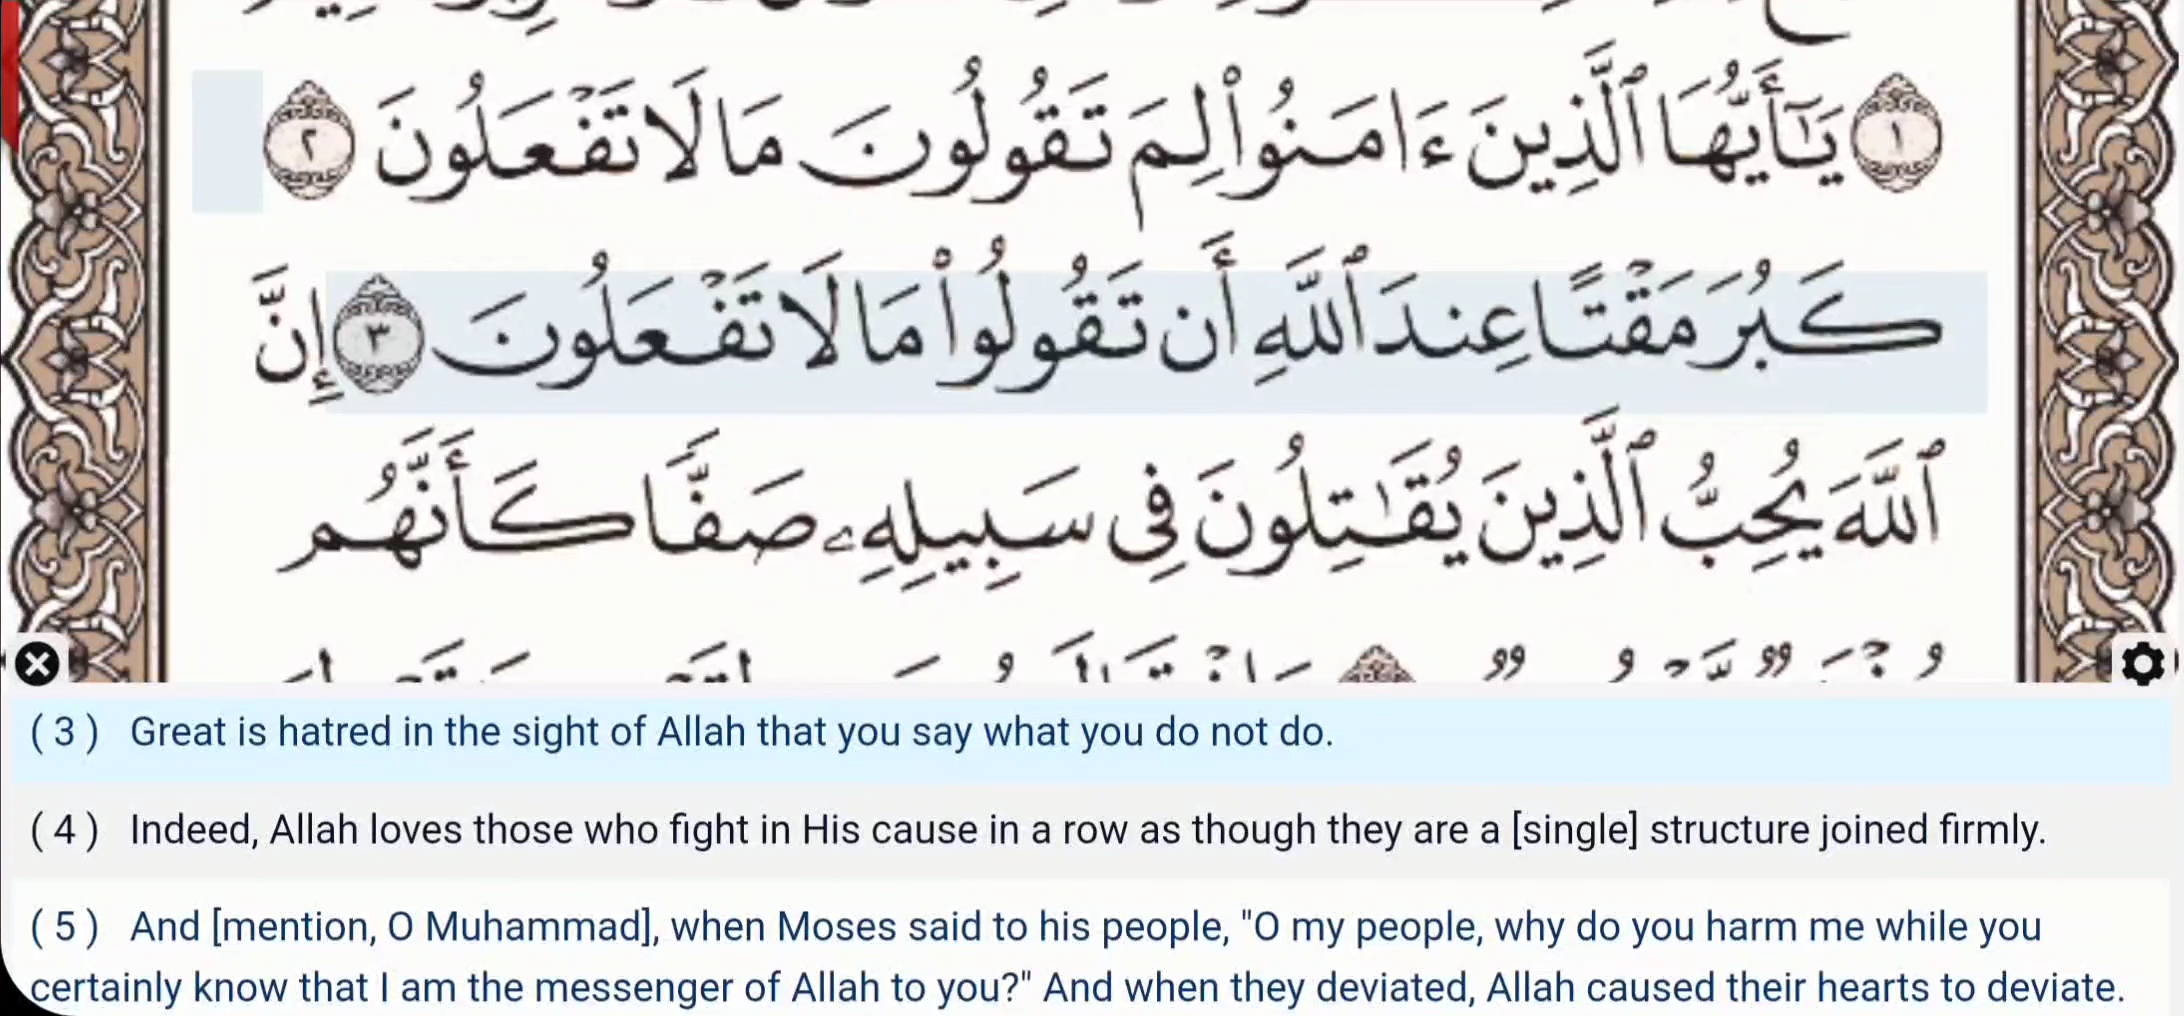 ١ يَـٰٓأَيُّهَا ٱلَّذِينَ ءَامَنُوا۟ لِمَ تَقُولُونَ مَا لَا تَفْعَلُونَ ٢
كَبُرَ مَقْتًا عِندَ ٱللَّهِ أَن تَقُولُوا۟ مَا لَا تَفْعَلُونَ ٣ إِنَّ
ٱللَّهَ يُحِبُّ ٱلَّذِينَ يُقَـٰتِلُونَ فِى سَبِيلِهِۦ صَفًّا كَأَنَّهُم
( 3 ) Great is hatred in the sight of Allah that you say what you do not do.
( 4 ) Indeed, Allah loves those who fight in His cause in a row as though they are a [single] structure joined firmly.
( 5 ) And [mention, O Muhammad], when Moses said to his people, "O my people, why do you harm me while you
certainly know that I am the messenger of Allah to you?" And when they deviated, Allah caused their hearts to deviate.